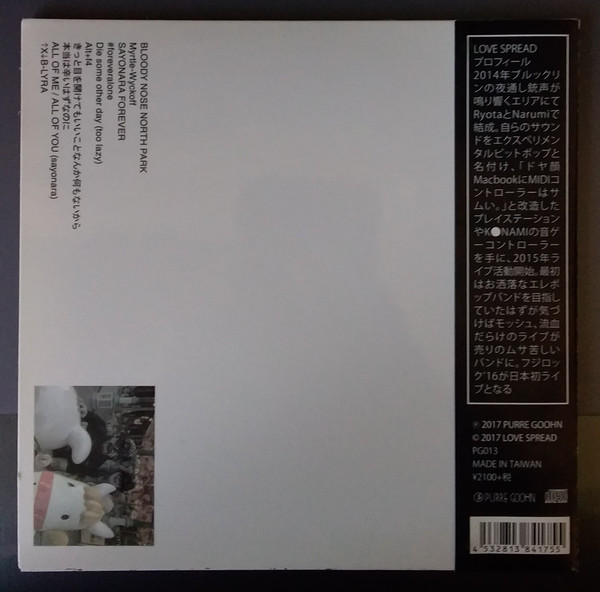 BLOODY NOSE NORTH PARK
Myrtle-Wyckoff
SAYONARA FOREVER
#foreveralone
Die some other day (too lazy)
Alt+f4
きっと目を開けてもいいことなんか何もないから
本当は辛いはずなのに
ALL OF ME / ALL OF YOU (sayonara)
↑X↓B-LYRA
LOVE SPREAD
プロフィール
2014年ブルックリ
ンの夜通し銃声が
鳴り響くエリアにて
RyotaとNarumiで
結成。自らのサウン
ドをエクスペリメン
タルビットポップと
名付け、「ドヤ顔
MacbookにMIDIコ
ントローラーはサ
ムい。」と改造した
プレイステーション
やK●NAMIの音ゲ
ーコントローラー
を手に、2015年ラ
イブ活動開始。最初
はお洒落なエレポ
ップバンドを目指し
ていたはずが気づ
けばモッシュ、流血
だらけのライブが
売りのムサ苦しい
バンドに。フジロッ
ク'16が日本初ライ
ブとなる
℗ 2017 PURRE GOOHN
© 2017 LOVE SPREAD
PG013
MADE IN TAIWAN
¥2100+税
PURRE GOOHN
4 532813 841755